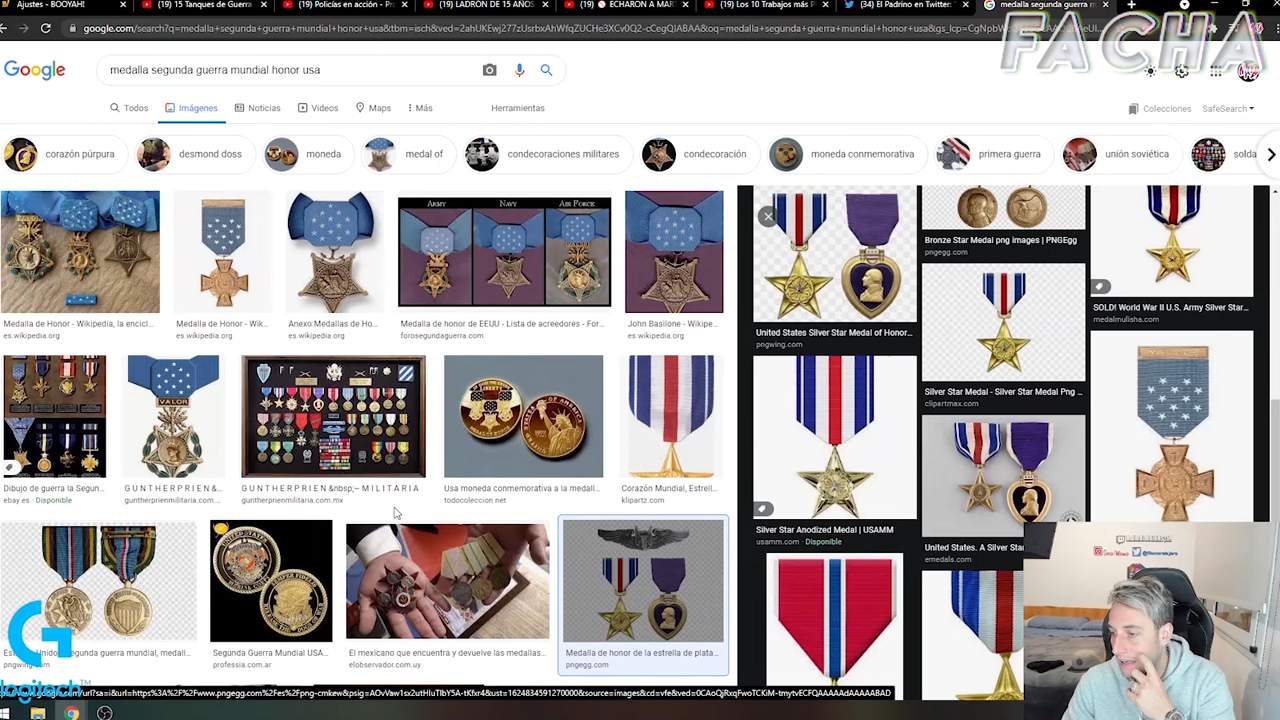 Ajustes - BOOYAH!
(19) 15 Tanques de Guerra
(19) Policías en acción - pr
(19) LADRON DE 15 AÑOS
(19) ECHARON A MAR
(19) Los 10 Trabajos más p
(34) El Padrino en Twitter:
medalla segunda guerra m
FACHA
Google
medalla segunda guerra mundial honor usa
Todos
Imágenes
Noticias
Videos
Maps
Más
Herramientas
Colecciones
SafeSearch
corazón púrpura
desmond doss
moneda
medal of
condecoraciones militares
condecoración
moneda conmemorativa
primera guerra
unión soviética
solda
ARMY
NAVY
AIR FORCE
Medalla de Honor - Wikipedia, la encicl...
es.wikipedia.org
Medalla de Honor - Wik...
es.wikipedia.org
Anexo:Medallas de Ho...
es.wikipedia.org
Medalla de honor de EEUU - Lista de acreedores - For...
forosegundaguerra.com
John Basilone - Wikipe...
es.wikipedia.org
VALOR
Dibujo de guerra la Segun...
ebay.es · Disponible
G U N T H E R P R I E N &...
guntherprienmilitaria.com....
G U N T H E R P R I E N &nbsp;~ M I L I T A R I A
guntherprienmilitaria.com.mx
Usa moneda conmemorativa a la medall...
todocoleccion.net
Corazón Mundial, Estrell...
klipartz.com
pngwing.com
Segunda Guerra Mundial USA...
professia.com.ar
El mexicano que encuentra y devuelve las medallas...
elobservador.com.uy
Medalla de honor de la estrella de plata...
pngegg.com
United States Silver Star Medal of Honor...
pngwing.com
Bronze Star Medal png images | PNGEgg
pngegg.com
SOLD! World War II U.S. Army Silver Star...
medalmulisha.com
Silver Star Medal - Silver Star Medal Png ...
clipartmax.com
Silver Star Anodized Medal | USAMM
usamm.com · Disponible
United States. A Silver Star
emedals.com
logitech™